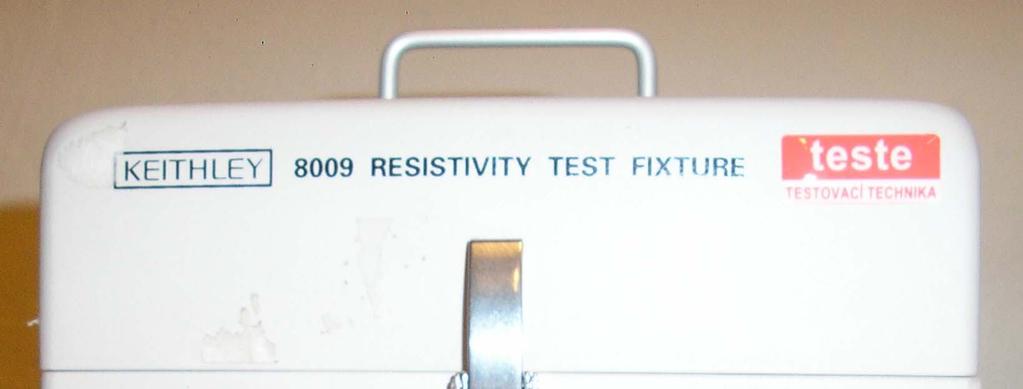 KEITHLEY 8009 RESISTIVITY TEST FIXTURE
teste
TESTOVACÍ TECHNIKA